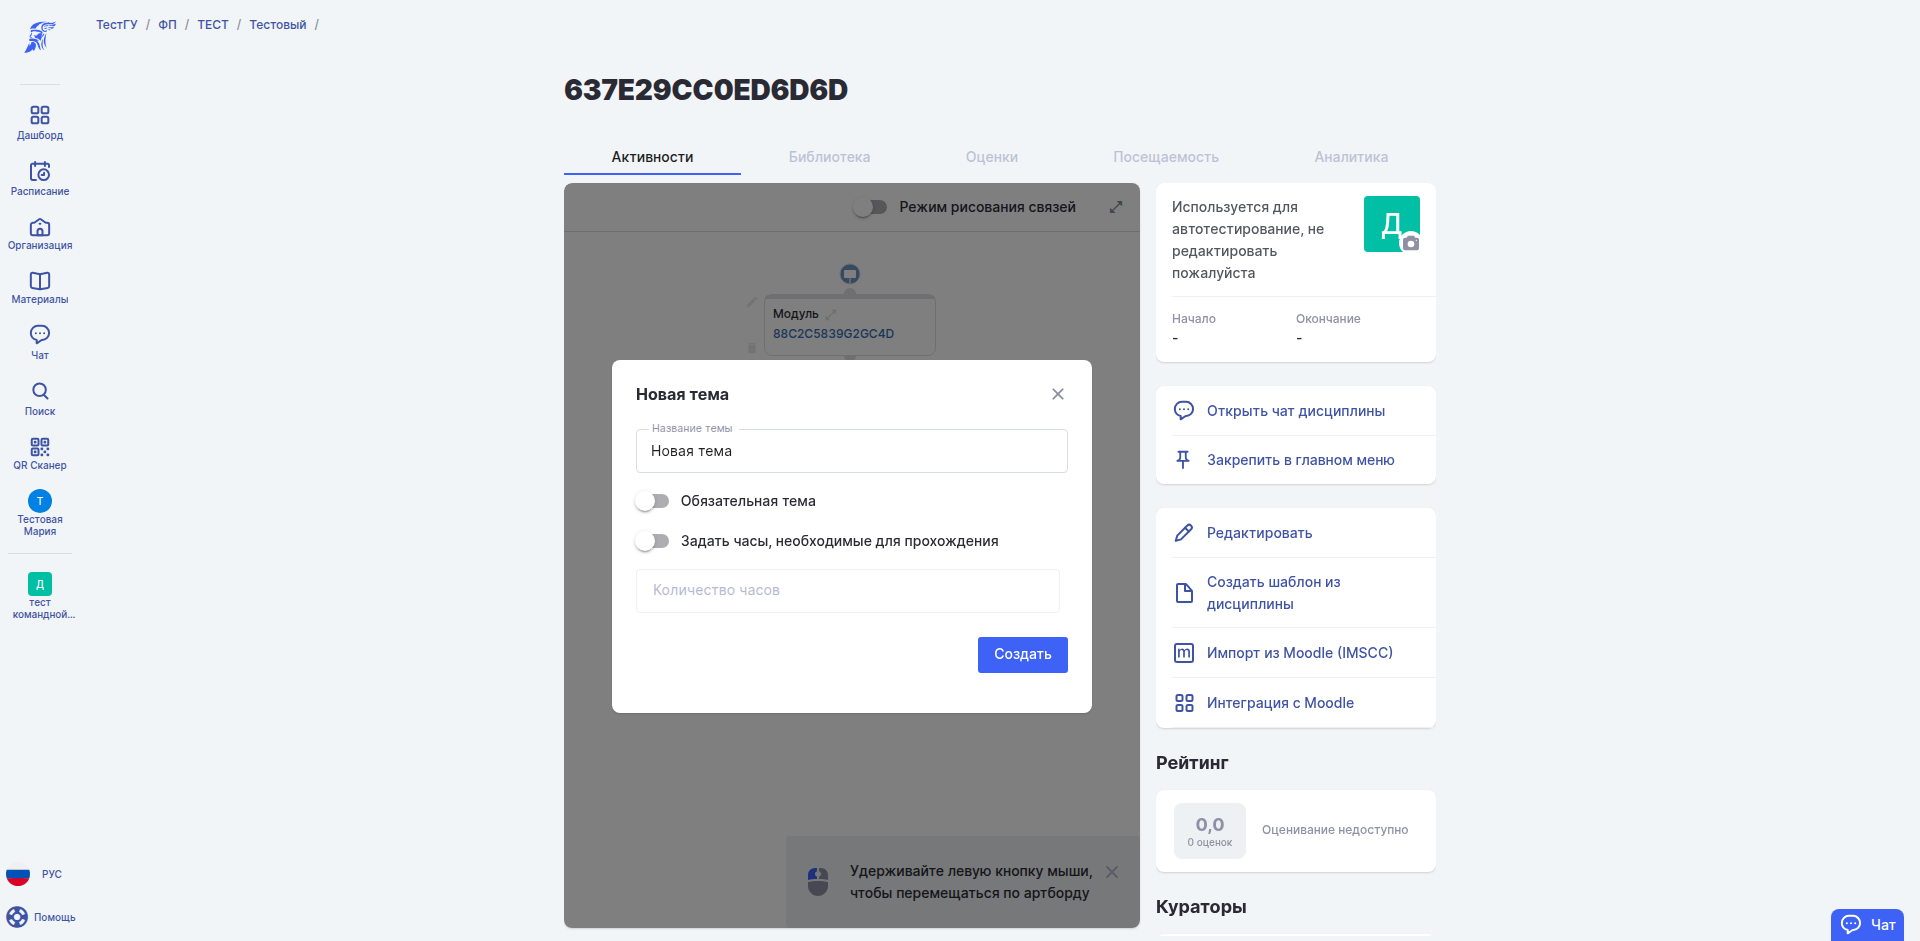 ТестГУ / ФП / ТЕСТ / Тестовый /
637E29CC0ED6D6D
Дашборд
Расписание
Организация
Материалы
Чат
Поиск
QR Сканер
Т
Тестовая
Мария
Д
тест
командной...
РУС
Помощь
Активности Библиотека Оценки Посещаемость Аналитика
Режим рисования связей
Модуль
88C2C5839G2GC4D
Новая тема
Название темы
Новая тема
Обязательная тема
Задать часы, необходимые для прохождения
Количество часов
Создать
Удерживайте левую кнопку мыши,
чтобы перемещаться по артборду
Используется для
автотестирование, не
редактировать
пожалуйста
Д
Начало Окончание
- -
Открыть чат дисциплины
Закрепить в главном меню
Редактировать
Создать шаблон из
дисциплины
m Импорт из Moodle (IMSCC)
Интеграция с Moodle
Рейтинг
0,0
0 оценок
Оценивание недоступно
Кураторы
Чат